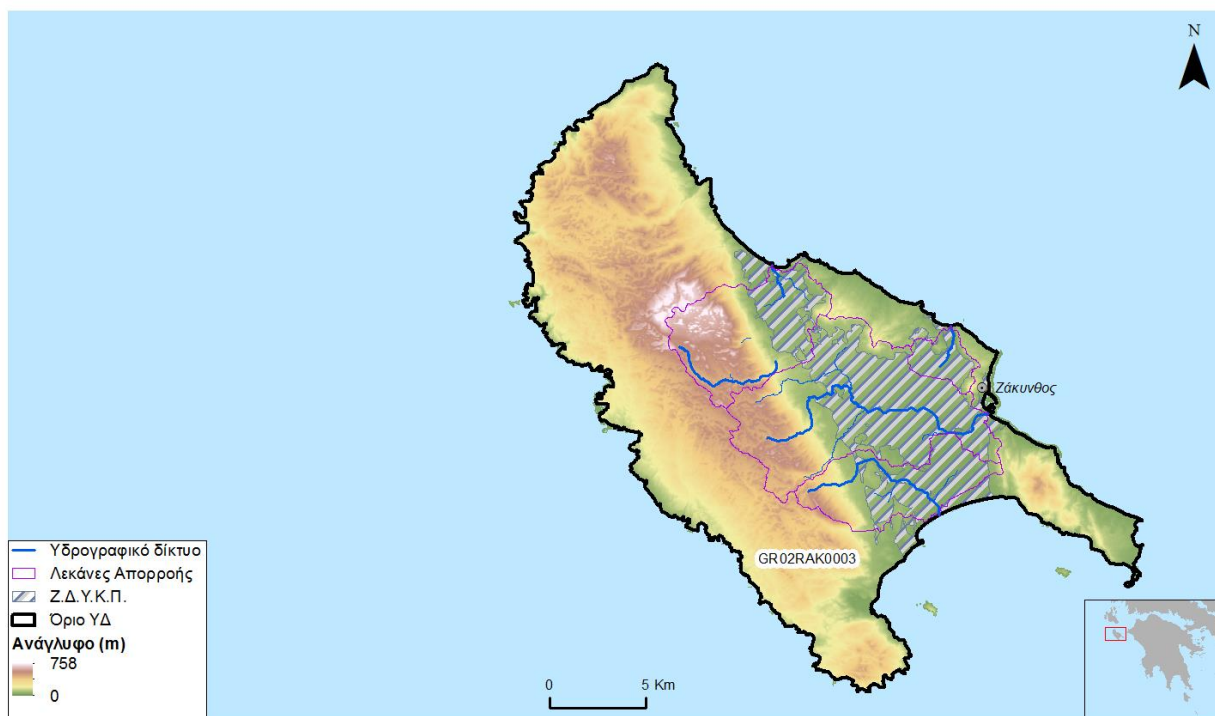 N
Ζάκυνθος
GR02RAK0003
Υδρογραφικό δίκτυο
Λεκάνες Απορροής
Ζ.Δ.Υ.Κ.Π.
Όριο ΥΔ
Ανάγλυφο (m)
758
0
0 5 Km